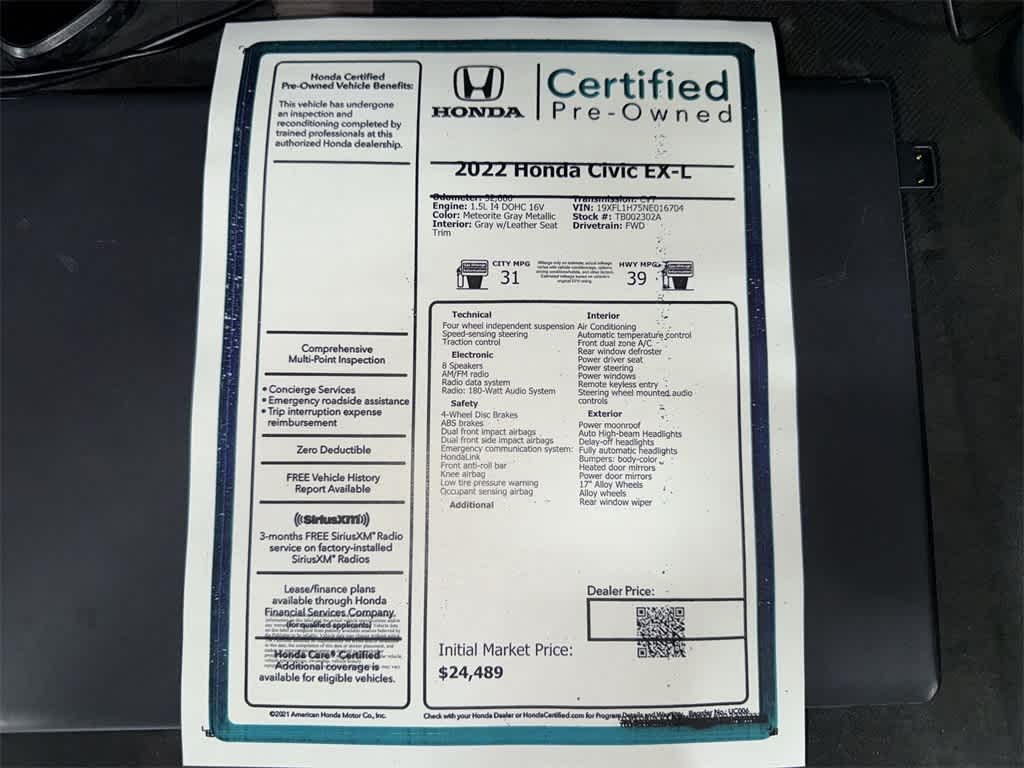 Honda Certified
Pre-Owned Vehicle Benefits:
This vehicle has undergone
an inspection and
reconditioning completed by
trained professionals at this
authorized Honda dealership.
Comprehensive
Multi-Point Inspection
• Concierge Services
• Emergency roadside assistance
• Trip interruption expense
reimbursement
Zero Deductible
FREE Vehicle History
Report Available
((SiriusXM))
3-months FREE SiriusXM® Radio
service on factory-installed
SiriusXM® Radios
Lease/finance plans
available through Honda
Financial Services Company.
(for qualified applicants)
Honda Care® Certified
Additional coverage is
available for eligible vehicles.
©2021 American Honda Motor Co., Inc.
HONDA
Certified
Pre-Owned
2022 Honda Civic EX-L
Odometer:
Engine: 1.5L I4 DOHC 16V
Color: Meteorite Gray Metallic
Interior: Gray w/Leather Seat
Trim
Transmission: CVT
VIN: 19XFL1H75NE016704
Stock #: TB002302A
Drivetrain: FWD
CITY MPG
31
HWY MPG
39
Technical
Four wheel independent suspension
Speed-sensing steering
Traction control
Electronic
8 Speakers
AM/FM radio
Radio data system
Radio: 180-Watt Audio System
Safety
4-Wheel Disc Brakes
ABS brakes
Dual front impact airbags
Dual front side impact airbags
Emergency communication system:
HondaLink
Front anti-roll bar
Knee airbag
Low tire pressure warning
Occupant sensing airbag
Additional
Interior
Air Conditioning
Automatic temperature control
Front dual zone A/C
Rear window defroster
Power driver seat
Power steering
Power windows
Remote keyless entry
Steering wheel mounted audio
controls
Exterior
Power moonroof
Auto High-beam Headlights
Delay-off headlights
Fully automatic headlights
Bumpers: body-color
Heated door mirrors
Power door mirrors
17" Alloy Wheels
Alloy wheels
Rear window wiper
Dealer Price:
Initial Market Price:
$24,489
Check with your Honda Dealer or HondaCertified.com for Program Details and Warranty. Reorder No.: UC006